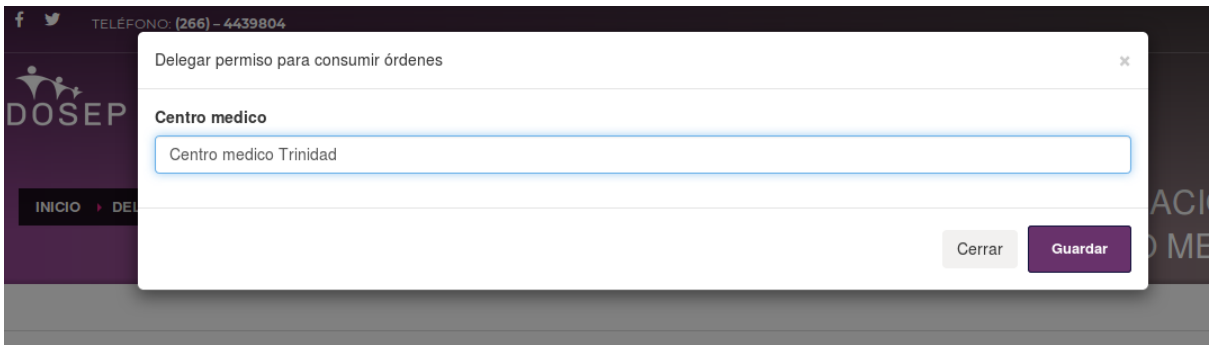 TELÉFONO: (266) – 4439804
Delegar permiso para consumir órdenes
×
DOSEP
Centro medico
Centro medico Trinidad
INICIO
Cerrar
Guardar